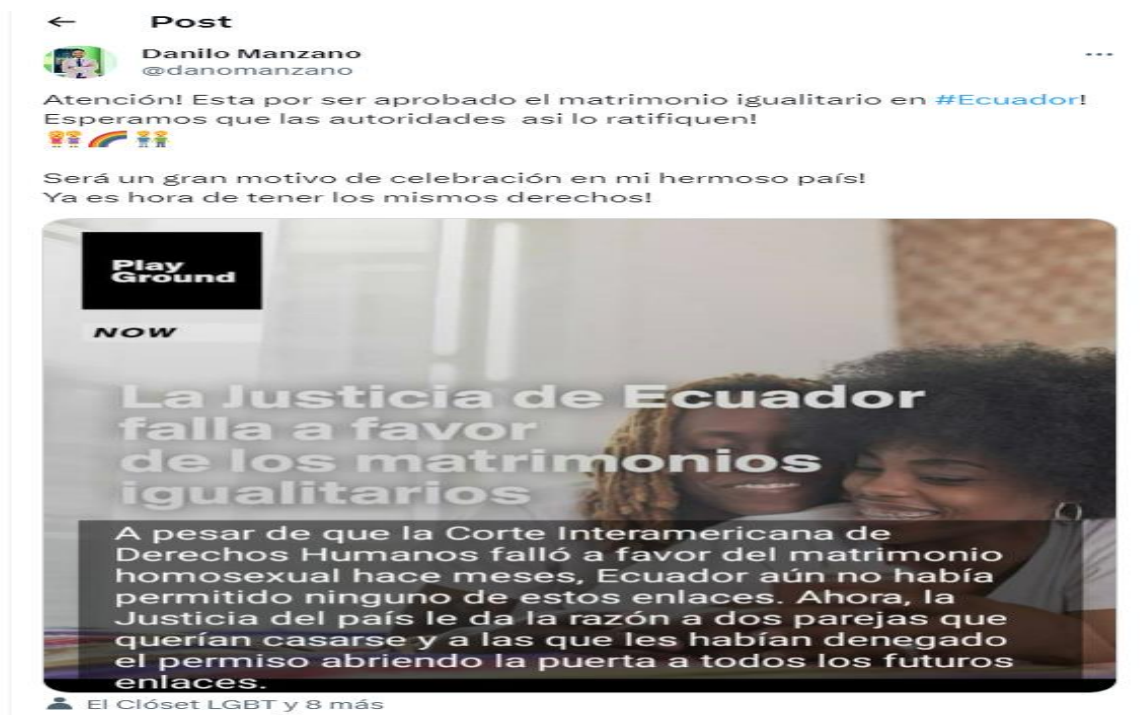 Post
Danilo Manzano
@danomanzano
Atención! Esta por ser aprobado el matrimonio igualitario en #Ecuador!
Esperamos que las autoridades asi lo ratifiquen!
Será un gran motivo de celebración en mi hermoso país!
Ya es hora de tener los mismos derechos!
Play
Ground
NOW
La Justicia de Ecuador
falla a favor
de los matrimonios
igualitarios
A pesar de que la Corte Interamericana de
Derechos Humanos falló a favor del matrimonio
homosexual hace meses, Ecuador aún no había
permitido ninguno de estos enlaces. Ahora, la
Justicia del país le da la razón a dos parejas que
querían casarse y a las que les habían denegado
el permiso abriendo la puerta a todos los futuros
enlaces.
El Clóset LGBT y 8 más